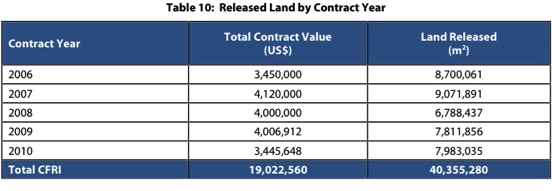 Table 10: Released Land by Contract Year
Contract Year Total Contract Value (US$) Land Released (m²)
2006 3,450,000 8,700,061
2007 4,120,000 9,071,891
2008 4,000,000 6,788,437
2009 4,006,912 7,811,856
2010 3,445,648 7,983,035
Total CFRI 19,022,560 40,355,280